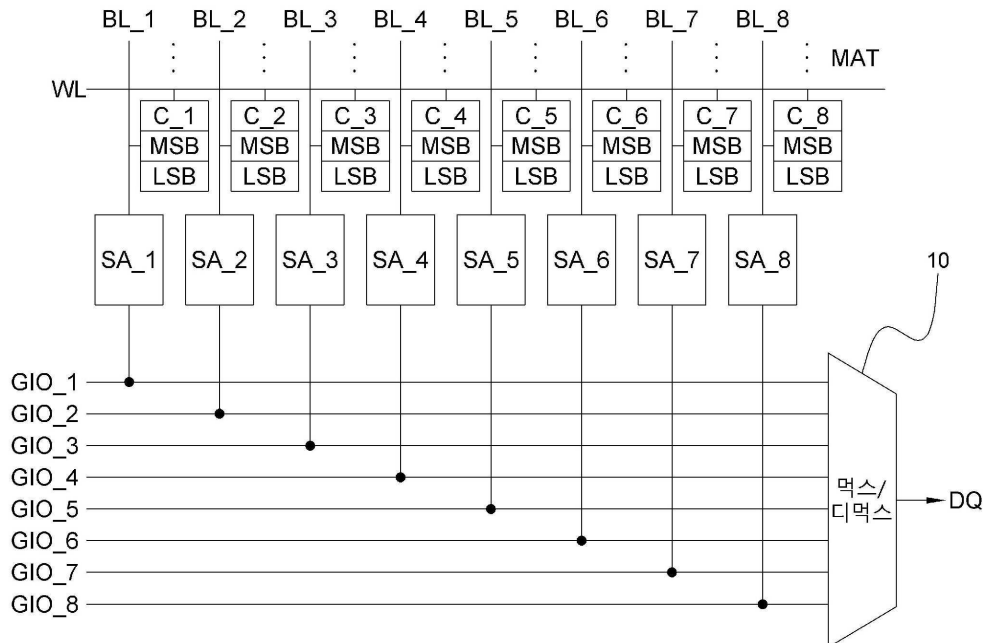 BL_1 BL_2 BL_3 BL_4 BL_5 BL_6 BL_7 BL_8
MAT
WL
C_1 C_2 C_3 C_4 C_5 C_6 C_7 C_8
MSB MSB MSB MSB MSB MSB MSB MSB
LSB LSB LSB LSB LSB LSB LSB LSB
SA_1 SA_2 SA_3 SA_4 SA_5 SA_6 SA_7 SA_8
10
GIO_1
GIO_2
GIO_3
GIO_4
GIO_5
GIO_6
GIO_7
GIO_8
먹스/
디먹스
DQ